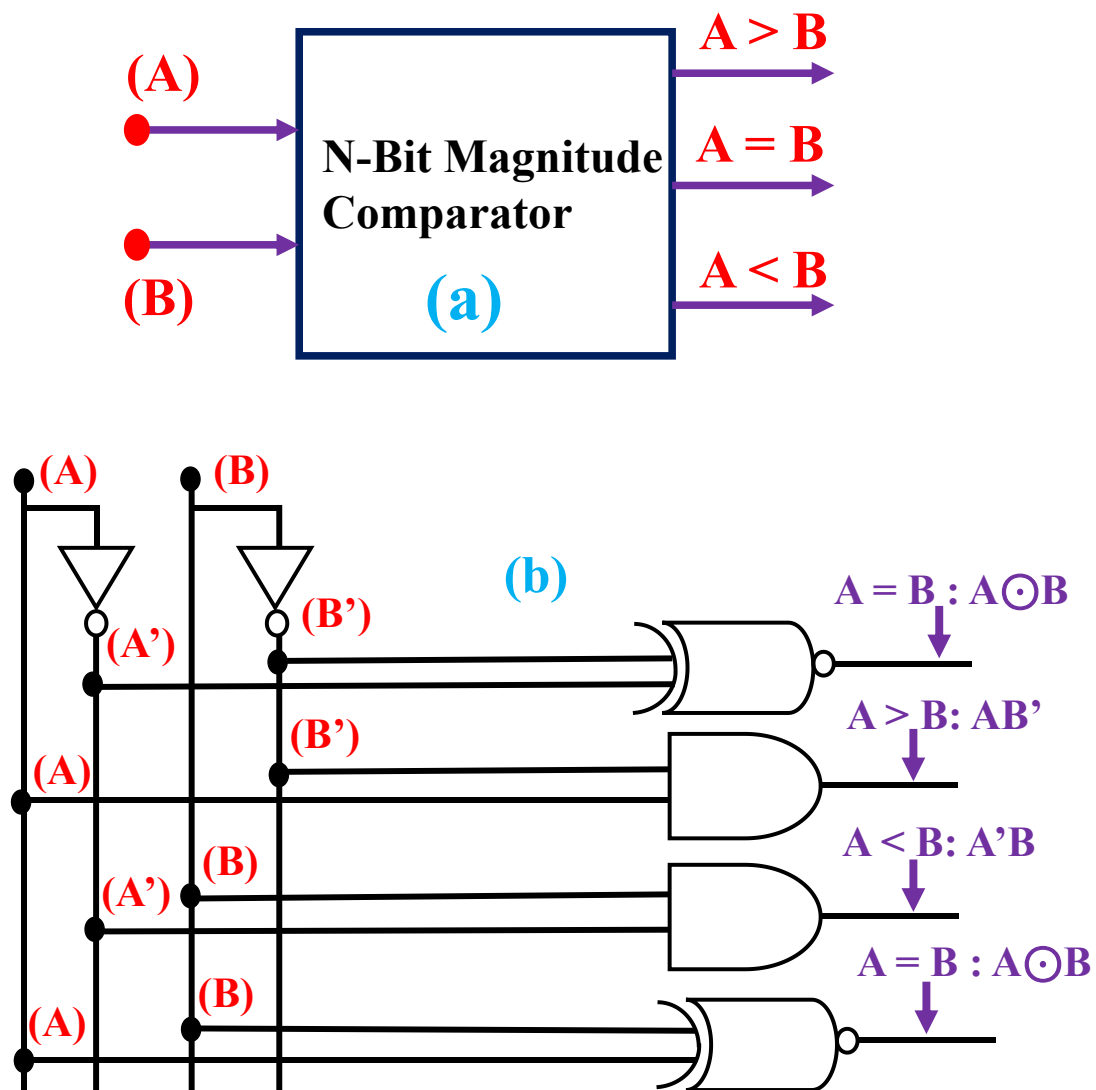 A > B
(A)
A = B
N-Bit Magnitude
Comparator
A < B
(B)
(a)
(A)
(B)
(b)
A = B : A⊙B
(B’)
(A’)
A > B: AB’
(B’)
(A)
A < B: A’B
(B)
(A’)
A = B : A⊙B
(B)
(A)